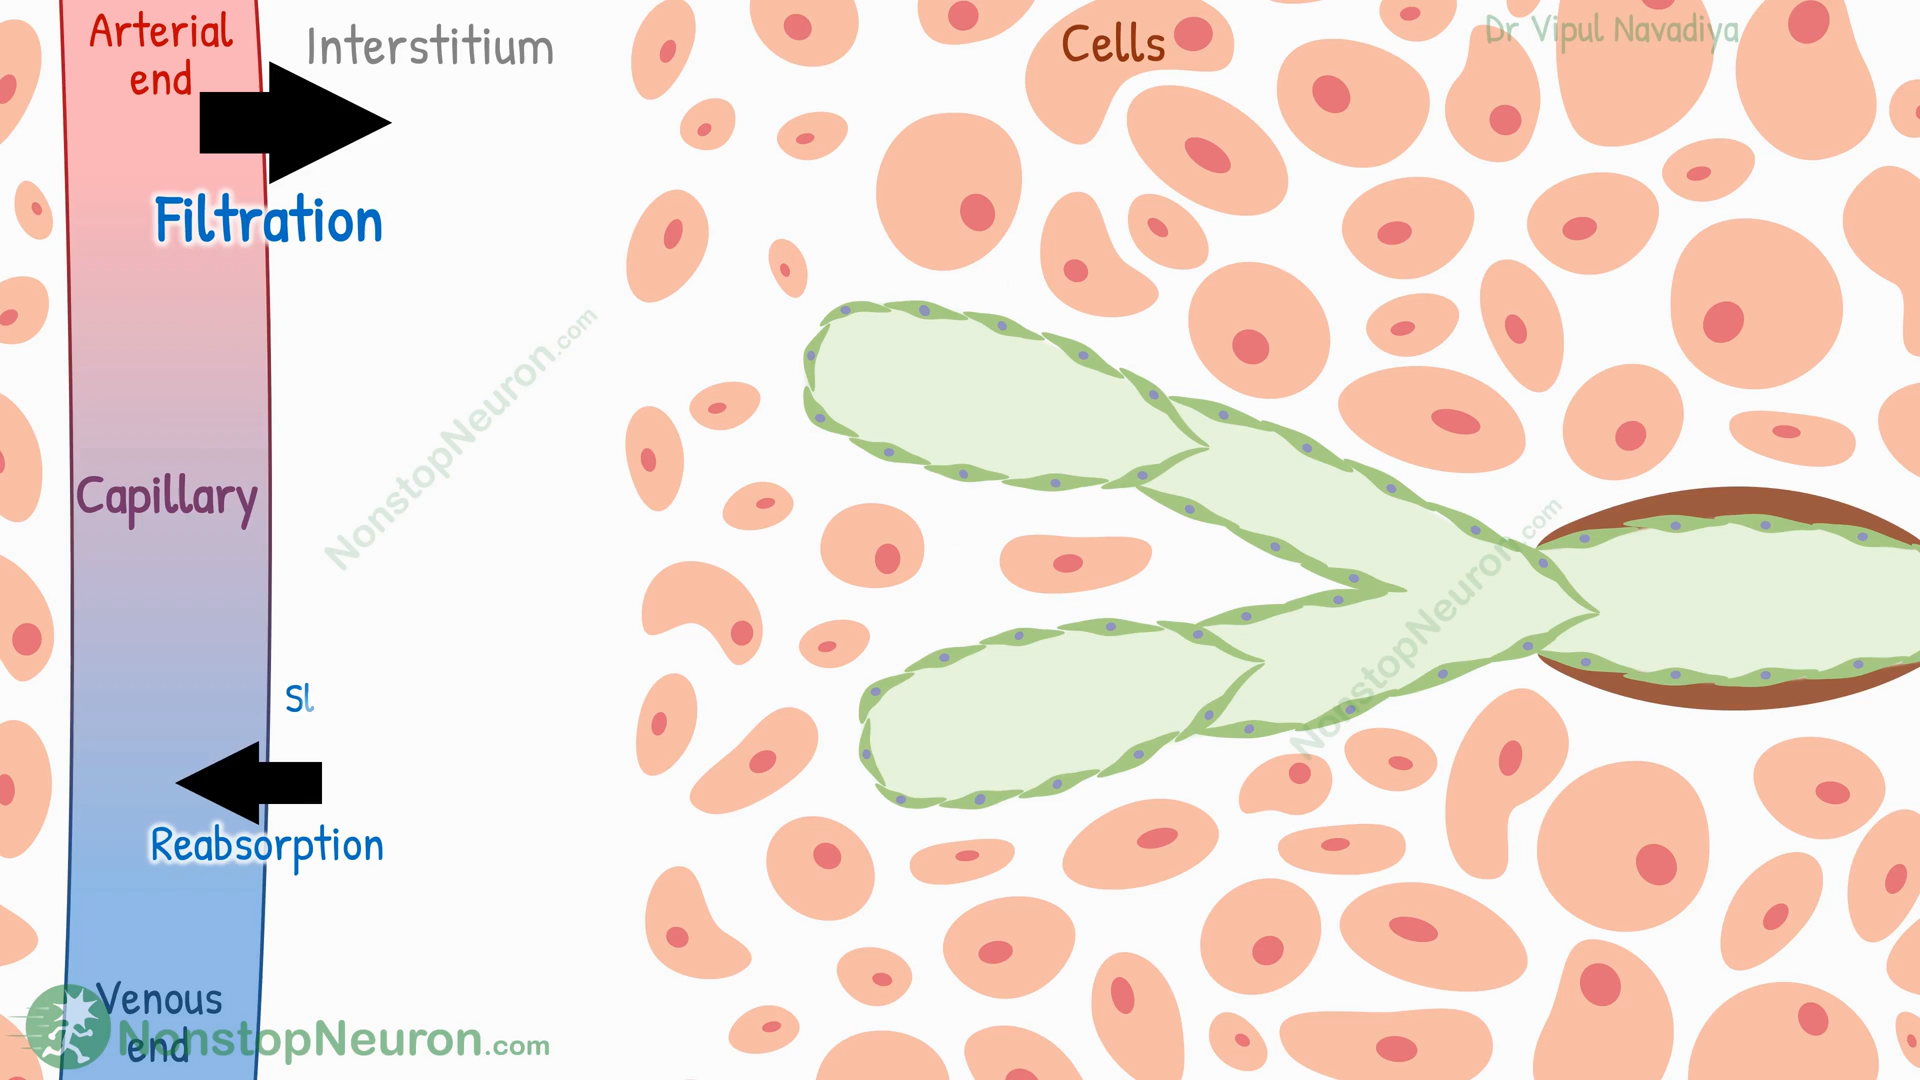 Arterial
end
Interstitium
Cells
Dr Vipul Navadiya
Filtration
NonstopNeuron.com
Capillary
NonstopNeuron.com
Sl
Reabsorption
Venous
end
NonstopNeuron.com